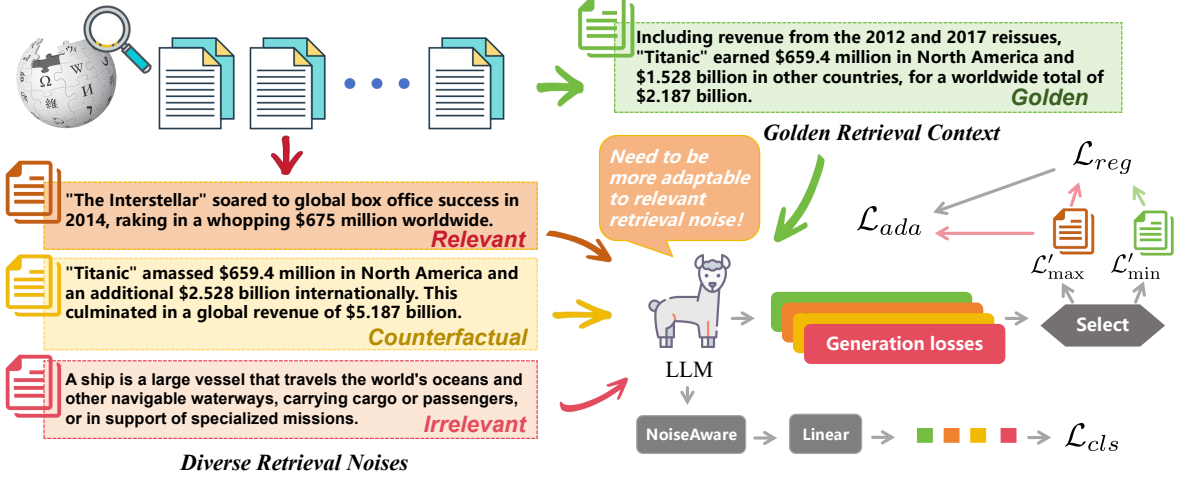 Including revenue from the 2012 and 2017 reissues,
"Titanic" earned $659.4 million in North America and
$1.528 billion in other countries, for a worldwide total of
$2.187 billion.
Golden
Golden Retrieval Context
"The Interstellar" soared to global box office success in
2014, raking in a whopping $675 million worldwide.
Relevant
"Titanic" amassed $659.4 million in North America and
an additional $2.528 billion internationally. This
culminated in a global revenue of $5.187 billion.
Counterfactual
A ship is a large vessel that travels the world's oceans and
other navigable waterways, carrying cargo or passengers,
or in support of specialized missions.
Irrelevant
Diverse Retrieval Noises
Need to be
more adaptable
to relevant
retrieval noise!
LLM
Generation losses
Select
ℒ′max
ℒ′min
ℒreg
ℒada
NoiseAware
Linear
ℒcls
Ω
W
И
維